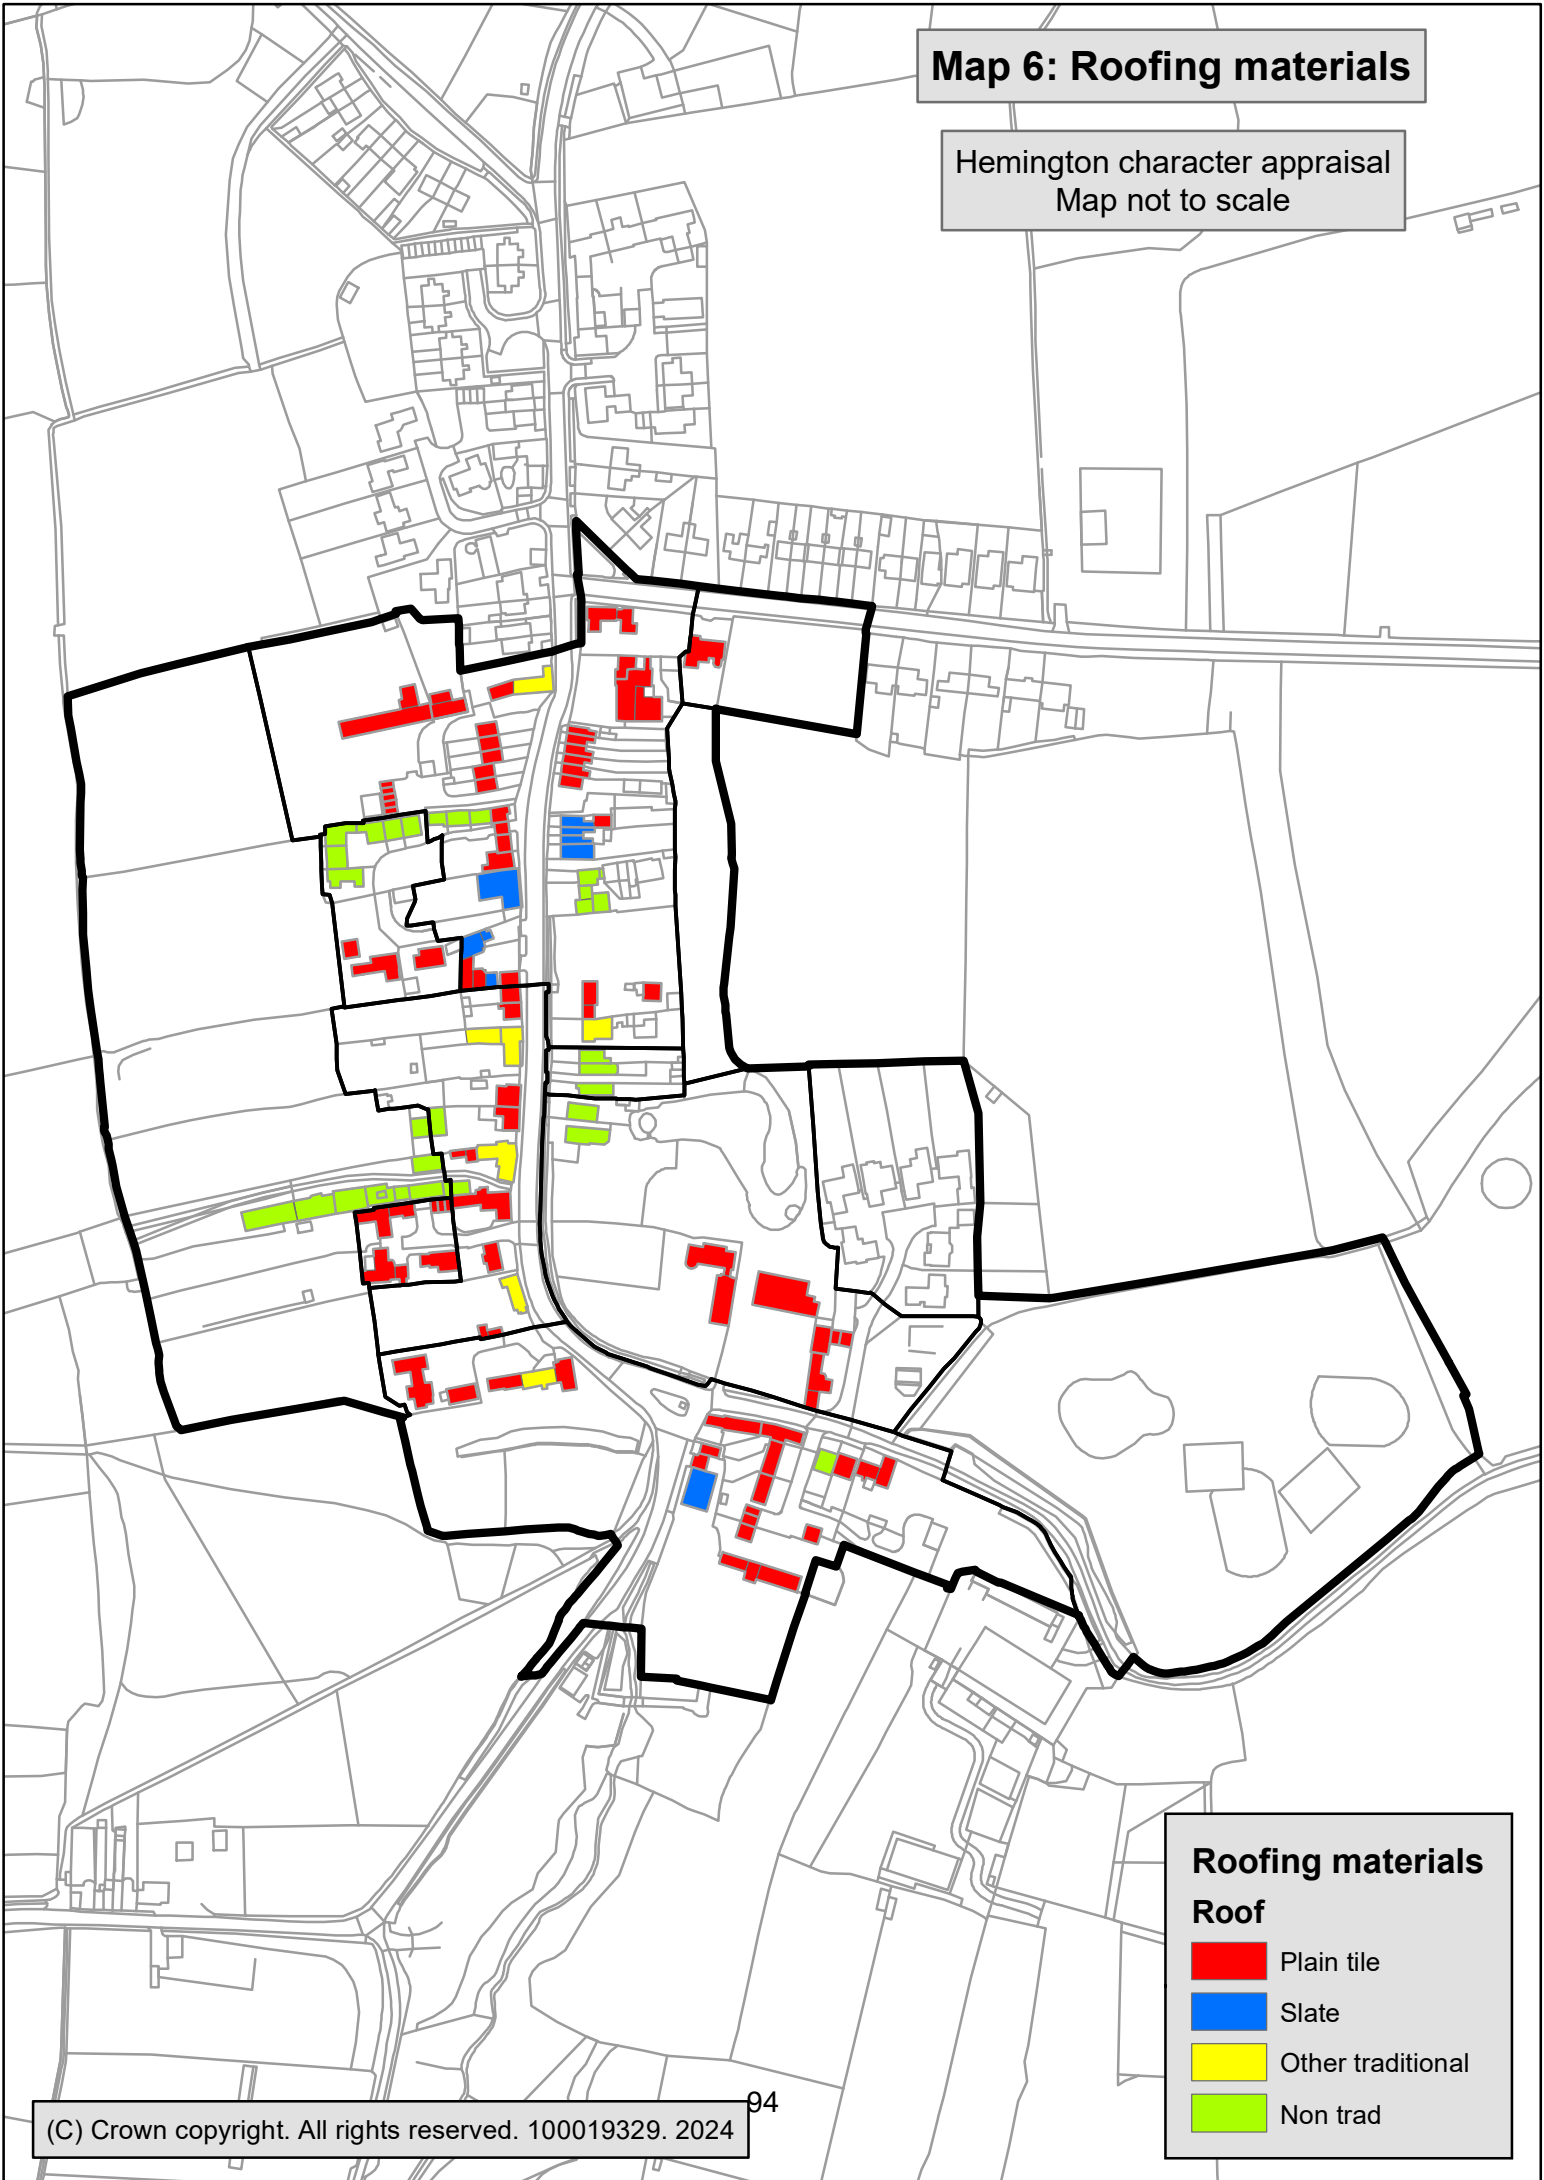 Map 6: Roofing materials
Hemington character appraisal
Map not to scale
Roofing materials
Roof
Plain tile
Slate
Other traditional
Non trad
94
(C) Crown copyright. All rights reserved. 100019329. 2024